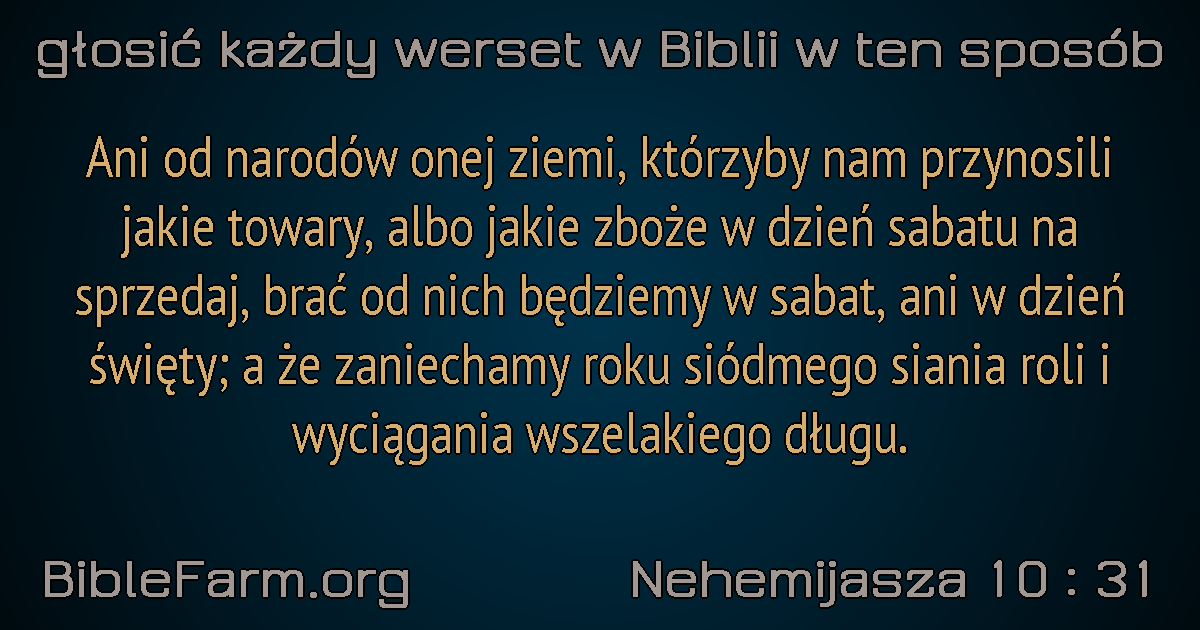 głosić każdy werset w Biblii w ten sposób
Ani od narodów onej ziemi, którzyby nam przynosili
jakie towary, albo jakie zboże w dzień sabatu na
sprzedaj, brać od nich będziemy w sabat, ani w dzień
święty; a że zaniechamy roku siódmego siania roli i
wyciągania wszelakiego długu.
BibleFarm.org
Nehemijasza 10 : 31